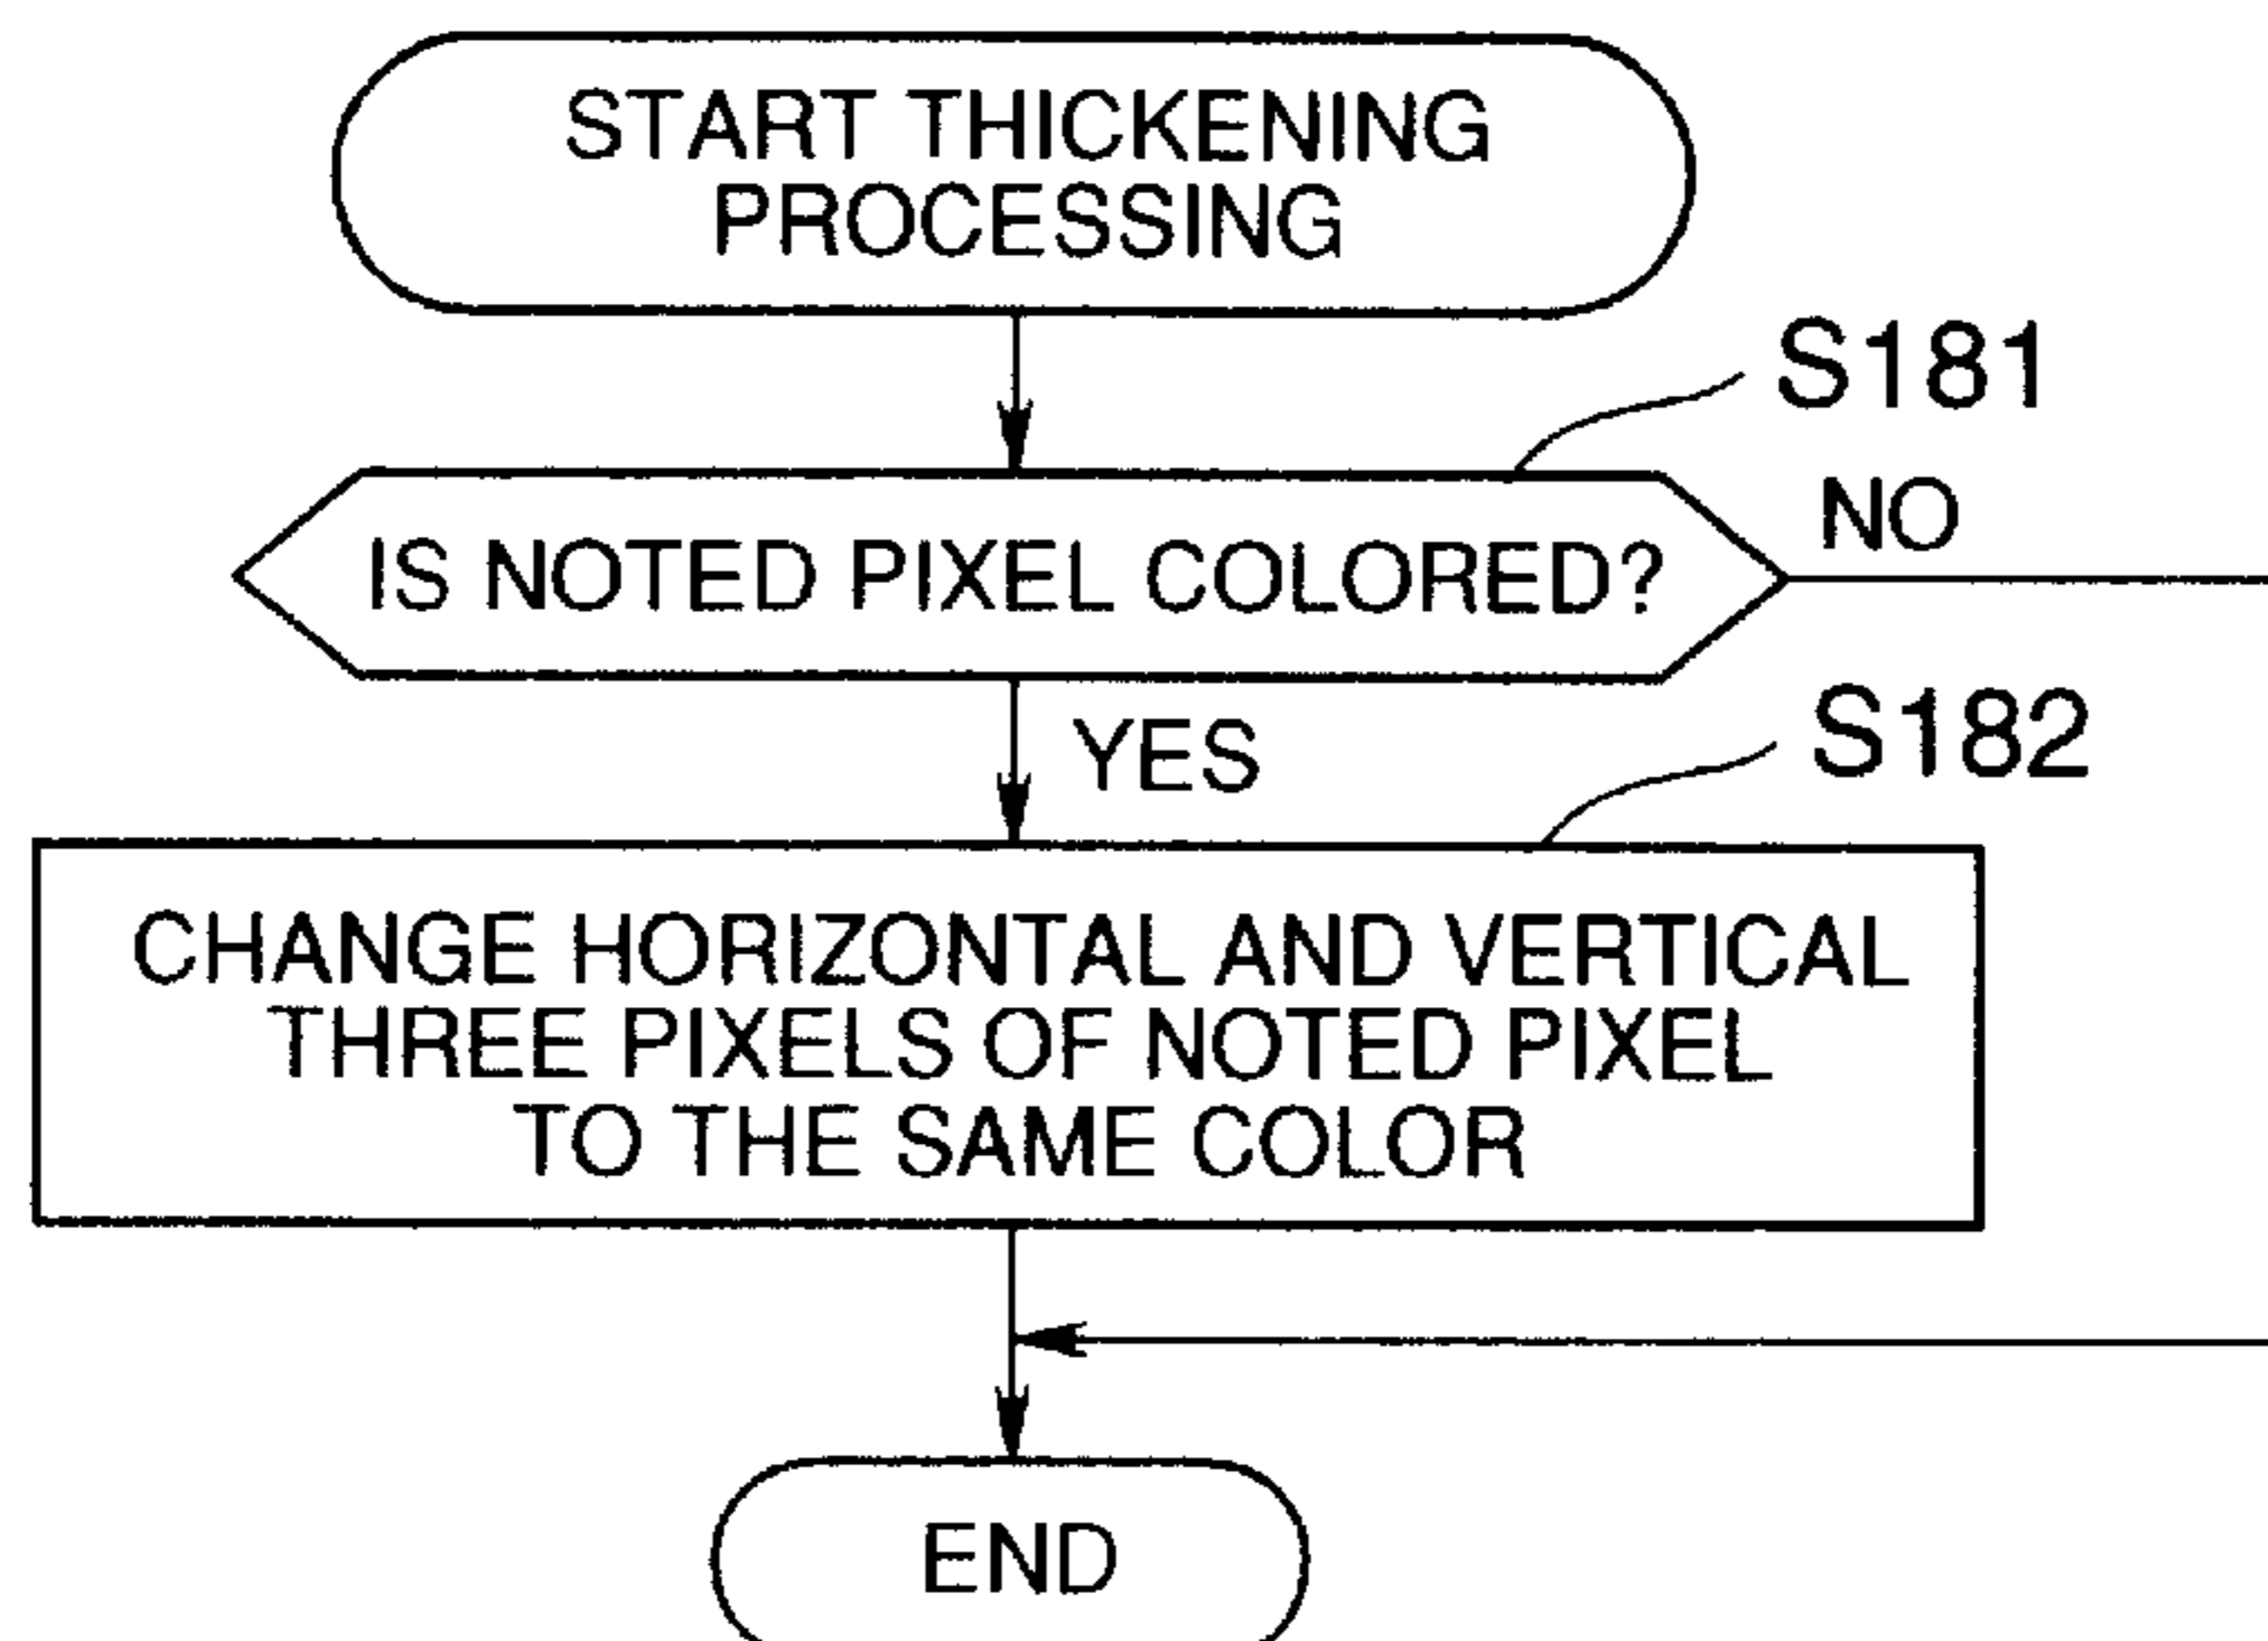 START THICKENING
PROCESSING
S181
NO
IS NOTED PIXEL COLORED?
YES
S182
CHANGE HORIZONTAL AND VERTICAL
THREE PIXELS OF NOTED PIXEL
TO THE SAME COLOR
END